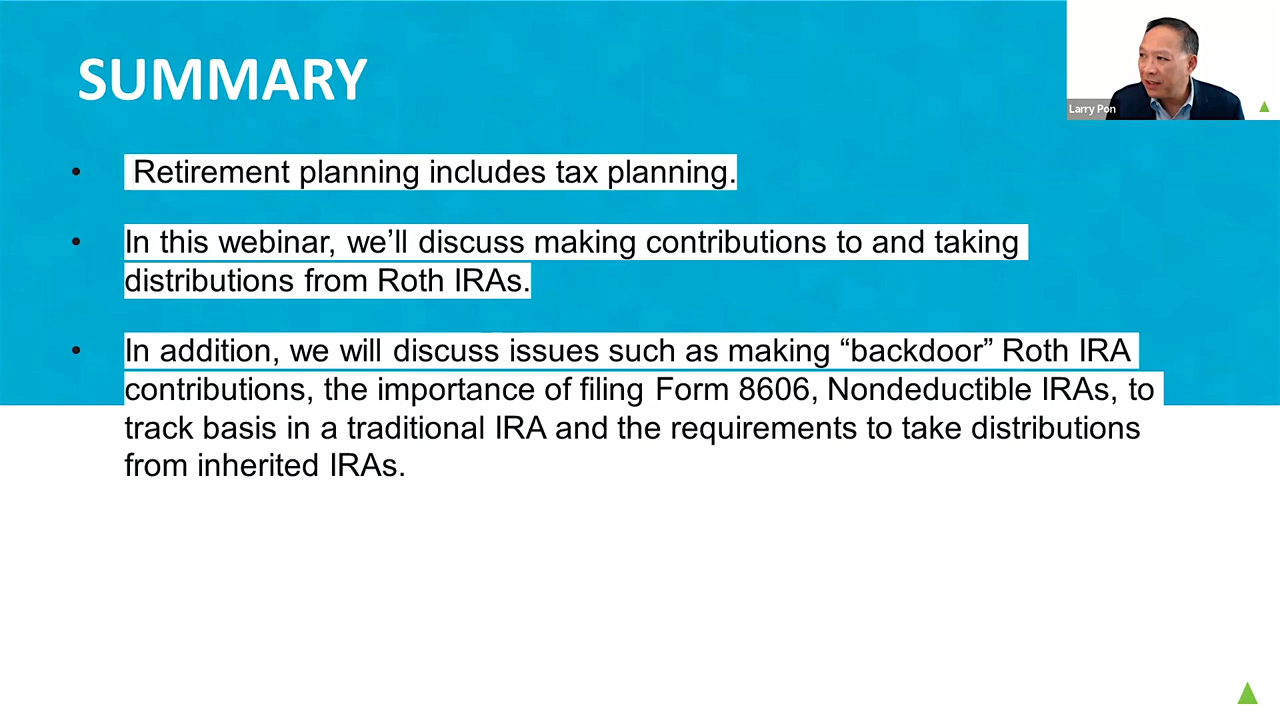 SUMMARY
Larry Pon
• Retirement planning includes tax planning.
• In this webinar, we’ll discuss making contributions to and taking
distributions from Roth IRAs.
• In addition, we will discuss issues such as making “backdoor” Roth IRA
contributions, the importance of filing Form 8606, Nondeductible IRAs, to
track basis in a traditional IRA and the requirements to take distributions
from inherited IRAs.